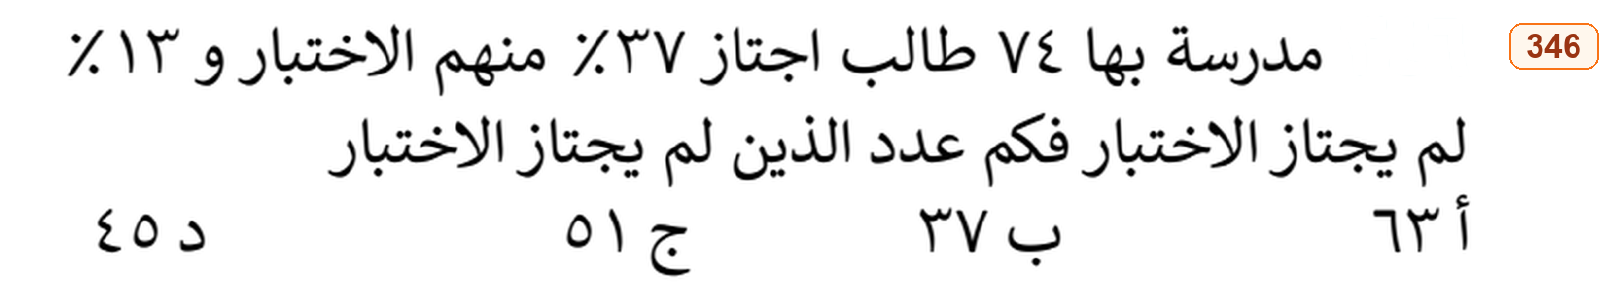 346
مدرسة بها ٧٤ طالب اجتاز ٣٧٪ منهم الاختبار و ١٣٪
لم يجتاز الاختبار فكم عدد الذين لم يجتاز الاختبار
أ ٦٣ ب ٣٧ ج ٥١ د ٤٥